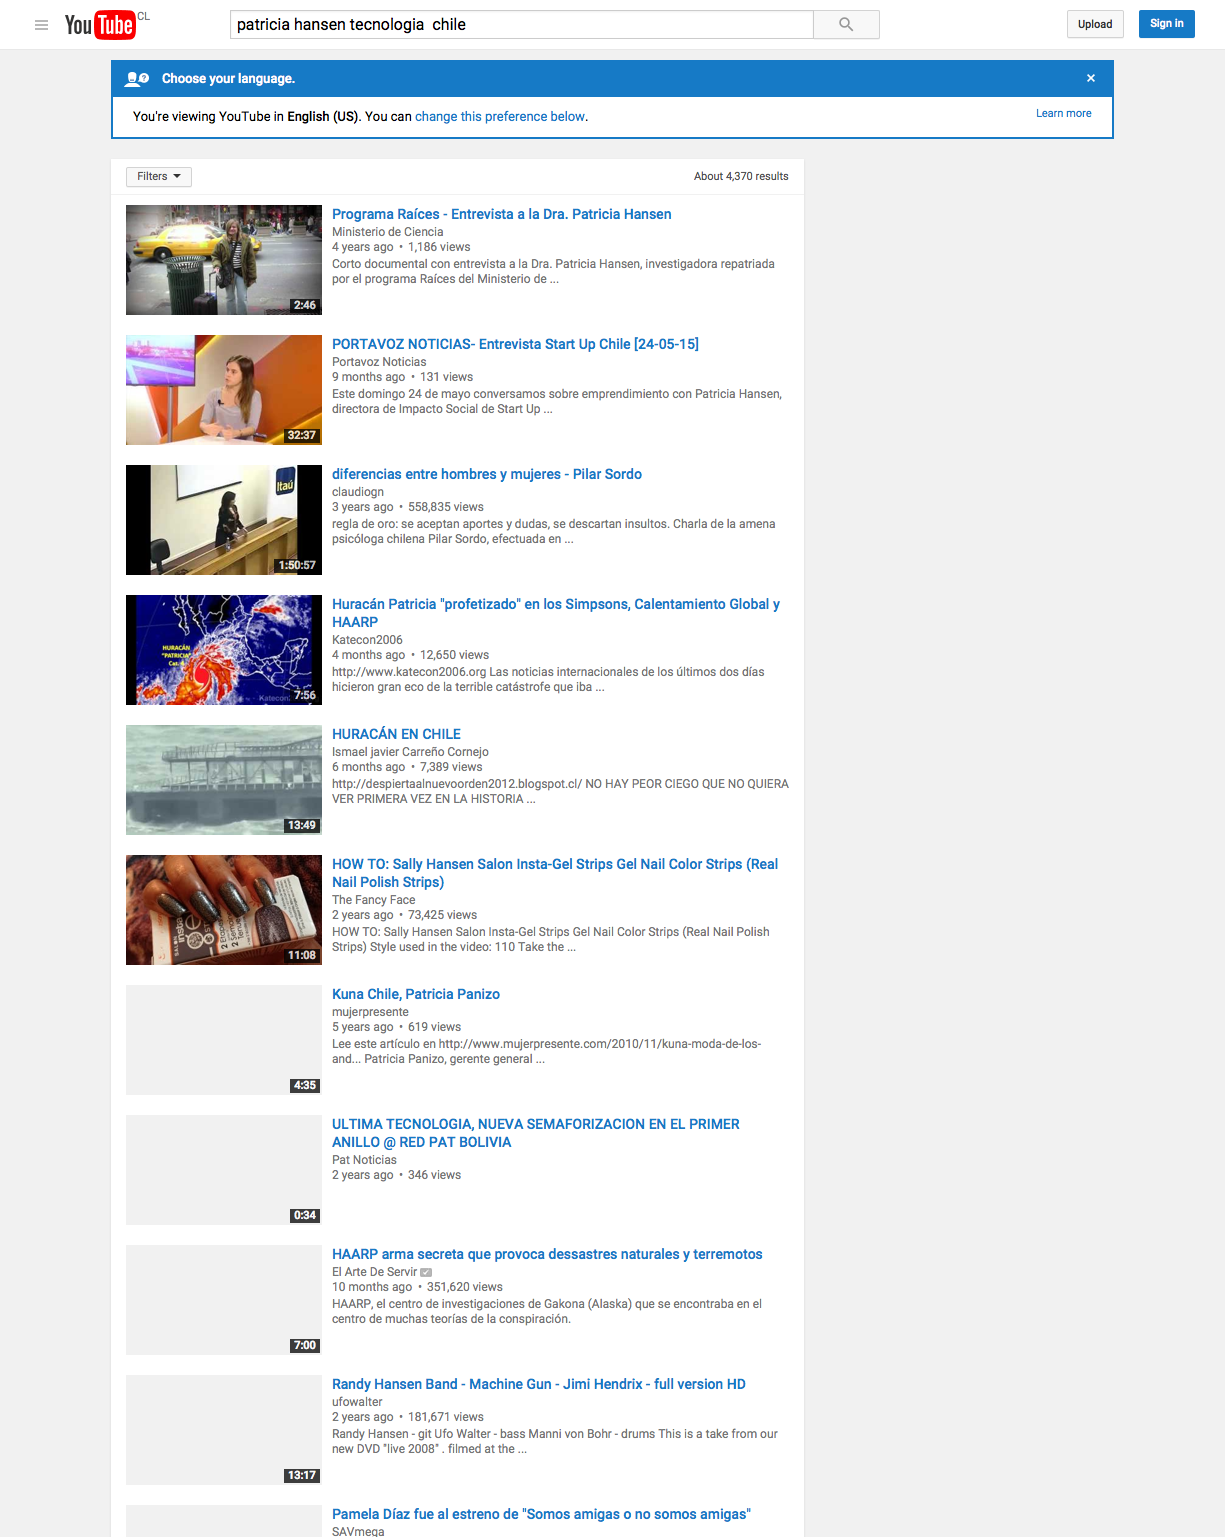 YouTube CL
patricia hansen tecnologia  chile
Upload
Sign in
Choose your language.
×
You're viewing YouTube in English (US). You can change this preference below.
Learn more
Filters
About 4,370 results
Programa Raíces - Entrevista a la Dra. Patricia Hansen
Ministerio de Ciencia
4 years ago • 1,186 views
Corto documental con entrevista a la Dra. Patricia Hansen, investigadora repatriada
por el programa Raíces del Ministerio de ...
2:46
PORTAVOZ NOTICIAS- Entrevista Start Up Chile [24-05-15]
Portavoz Noticias
9 months ago • 131 views
Este domingo 24 de mayo conversamos sobre emprendimiento con Patricia Hansen,
directora de Impacto Social de Start Up ...
32:37
diferencias entre hombres y mujeres - Pilar Sordo
Itaú
claudiogn
3 years ago • 558,835 views
regla de oro: se aceptan aportes y dudas, se descartan insultos. Charla de la amena
psicóloga chilena Pilar Sordo, efectuada en ...
1:50:57
Huracán Patricia "profetizado" en los Simpsons, Calentamiento Global y
HAARP
Katecon2006
HURACÁN
"PATRICIA"
4 months ago • 12,650 views
Cat.
http://www.katecon2006.org Las noticias internacionales de los últimos dos días
hicieron gran eco de la terrible catástrofe que iba ...
Katecon
7:56
HURACÁN EN CHILE
Ismael javier Carreño Cornejo
6 months ago • 7,389 views
http://despiertaalnuevoorden2012.blogspot.cl/ NO HAY PEOR CIEGO QUE NO QUIERA
VER PRIMERA VEZ EN LA HISTORIA ...
13:49
HOW TO: Sally Hansen Salon Insta-Gel Strips Gel Nail Color Strips (Real
Nail Polish Strips)
The Fancy Face
2 years ago • 73,425 views
HOW TO: Sally Hansen Salon Insta-Gel Strips Gel Nail Color Strips (Real Nail Polish
Strips) Style used in the video: 110 Take the ...
11:08
Kuna Chile, Patricia Panizo
mujerpresente
5 years ago • 619 views
Lee este artículo en http://www.mujerpresente.com/2010/11/kuna-moda-de-los-
and... Patricia Panizo, gerente general ...
4:35
ULTIMA TECNOLOGIA, NUEVA SEMAFORIZACION EN EL PRIMER
ANILLO @ RED PAT BOLIVIA
Pat Noticias
2 years ago • 346 views
0:34
HAARP arma secreta que provoca dessastres naturales y terremotos
El Arte De Servir
10 months ago • 351,620 views
HAARP, el centro de investigaciones de Gakona (Alaska) que se encontraba en el
centro de muchas teorías de la conspiración.
7:00
Randy Hansen Band - Machine Gun - Jimi Hendrix - full version HD
ufowalter
2 years ago • 181,671 views
Randy Hansen - git Ufo Walter - bass Manni von Bohr - drums This is a take from our
new DVD "live 2008" . filmed at the ...
13:17
Pamela Díaz fue al estreno de "Somos amigas o no somos amigas"
SAVmega